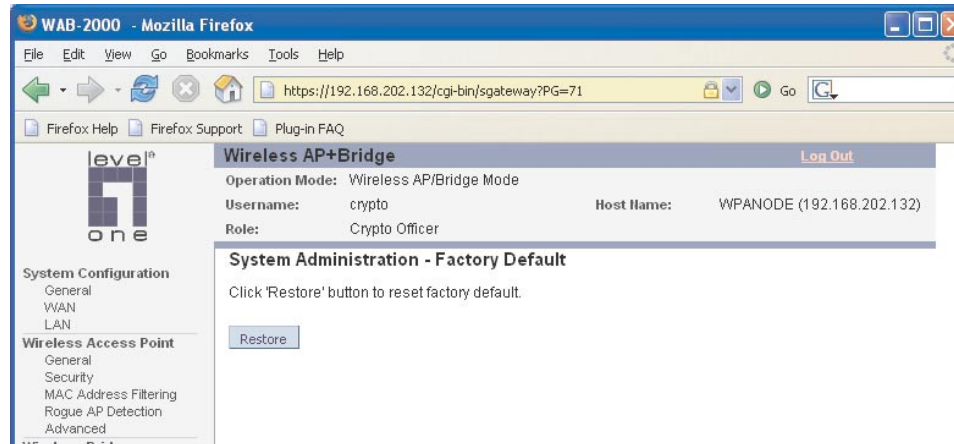 WAB-2000 - Mozilla Firefox
File Edit View Go Bookmarks Tools Help
https://192.168.202.132/cgi-bin/sgateway?PG=71
Go
G
Firefox Help Firefox Support Plug-in FAQ
level®
one
Wireless AP+Bridge Log Out
Operation Mode: Wireless AP/Bridge Mode
Username: crypto Host Name: WPANODE (192.168.202.132)
Role: Crypto Officer
System Administration - Factory Default
Click 'Restore' button to reset factory default.
Restore
System Configuration
General
WAN
LAN
Wireless Access Point
General
Security
MAC Address Filtering
Rogue AP Detection
Advanced